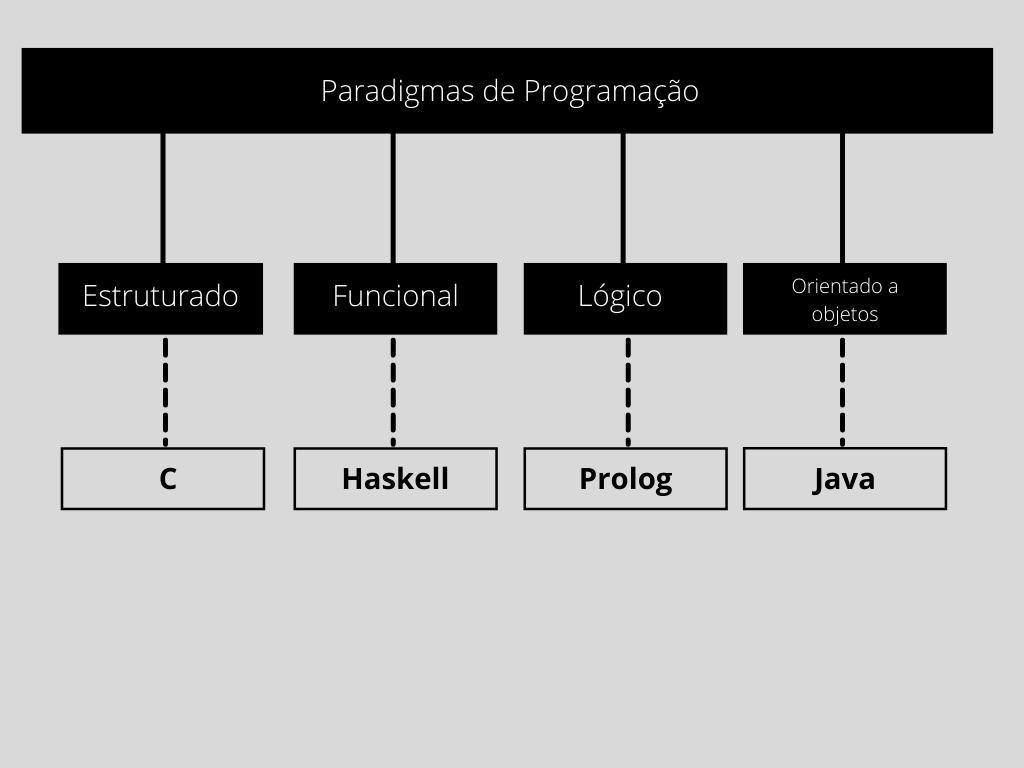 Paradigmas de Programação
Estruturado
Funcional
Lógico
Orientado a
objetos
C
Haskell
Prolog
Java